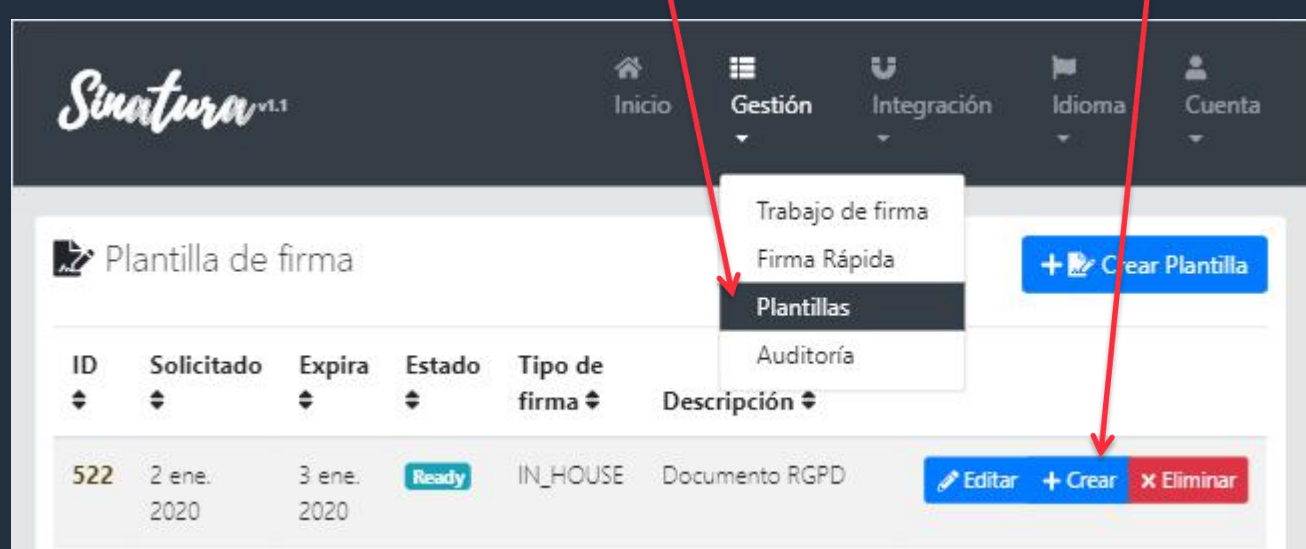 Sinatura v1.1
Inicio
Gestión
Integración
Idioma
Cuenta
Trabajo de firma
Firma Rápida
Plantillas
Auditoría
Plantilla de firma
+ Crear Plantilla
ID
Solicitado
Expira
Estado
Tipo de
firma
Descripción
522
2 ene.
2020
3 ene.
2020
Ready
IN_HOUSE
Documento RGPD
Editar
+ Crear
x Eliminar